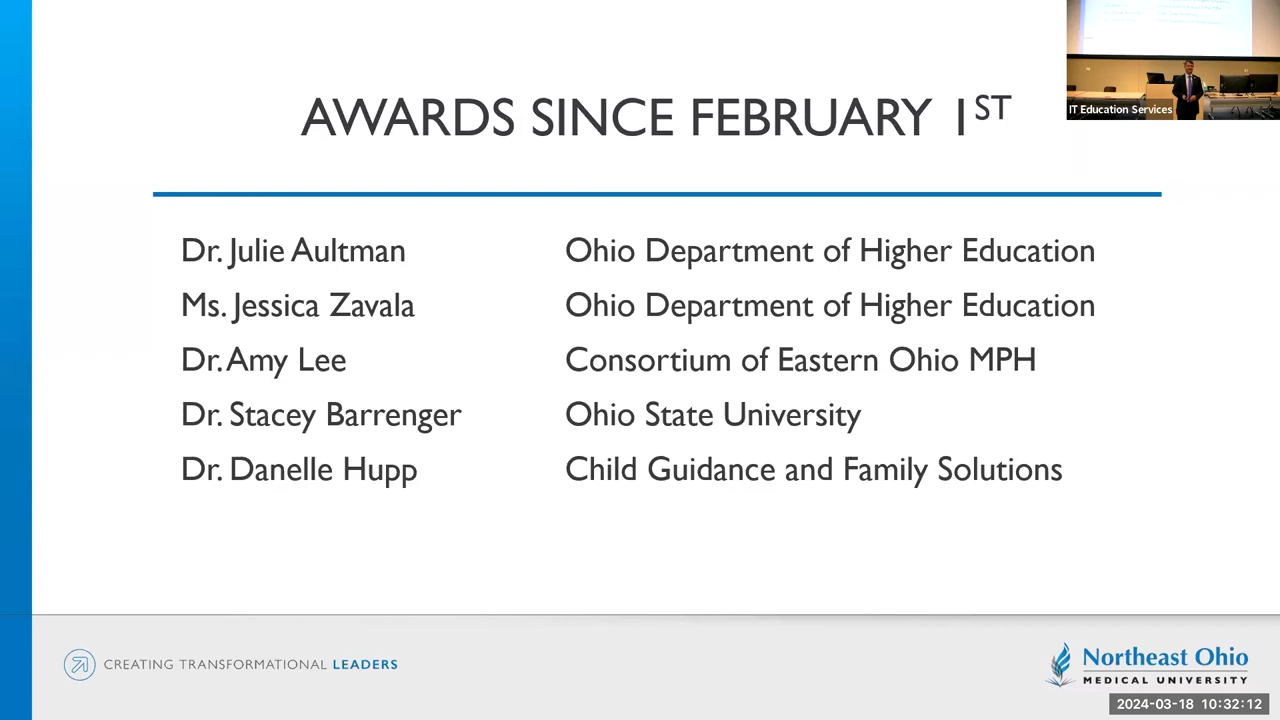 AWARDS SINCE FEBRUARY 1ST
IT Education Services
Dr. Julie Aultman Ohio Department of Higher Education
Ms. Jessica Zavala Ohio Department of Higher Education
Dr. Amy Lee Consortium of Eastern Ohio MPH
Dr. Stacey Barrenger Ohio State University
Dr. Danelle Hupp Child Guidance and Family Solutions
CREATING TRANSFORMATIONAL LEADERS
Northeast Ohio
MEDICAL UNIVERSITY
2024-03-18 10:32:12